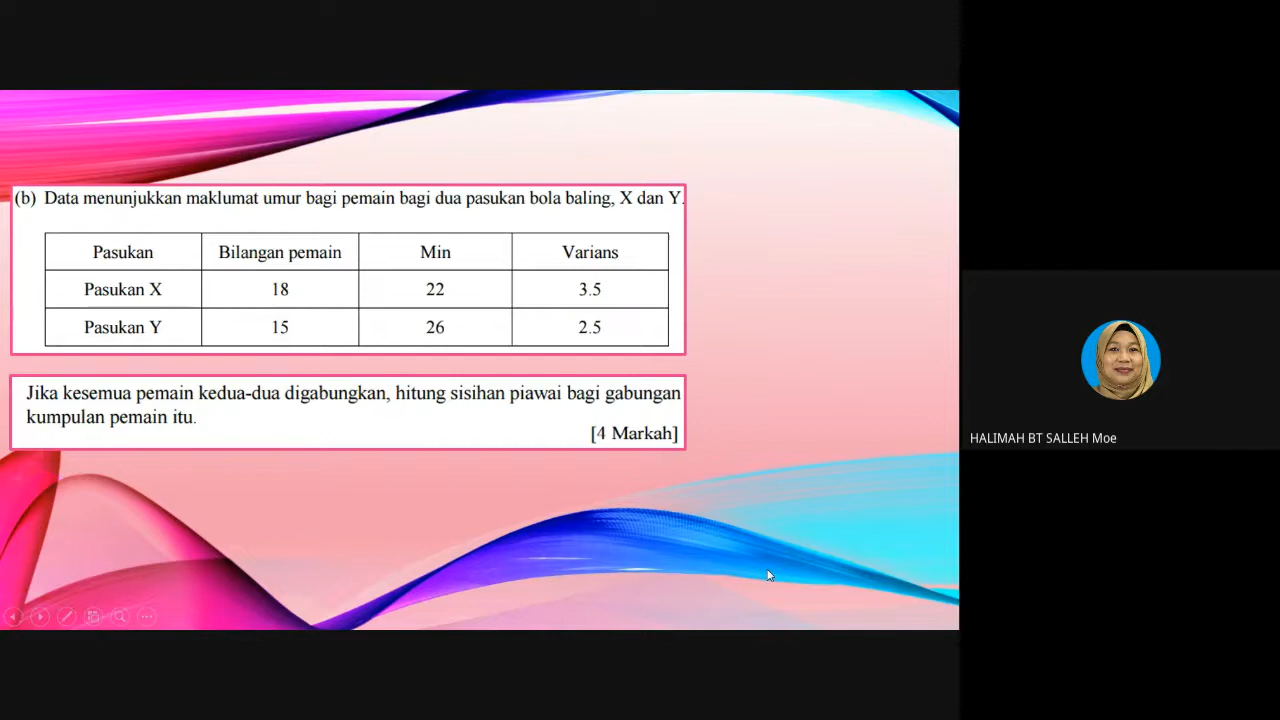 (b) Data menunjukkan maklumat umur bagi pemain bagi dua pasukan bola baling, X dan Y.
Pasukan Bilangan pemain Min Varians
Pasukan X 18 22 3.5
Pasukan Y 15 26 2.5
Jika kesemua pemain kedua-dua digabungkan, hitung sisihan piawai bagi gabungan
kumpulan pemain itu.
[4 Markah]
HALIMAH BT SALLEH Moe